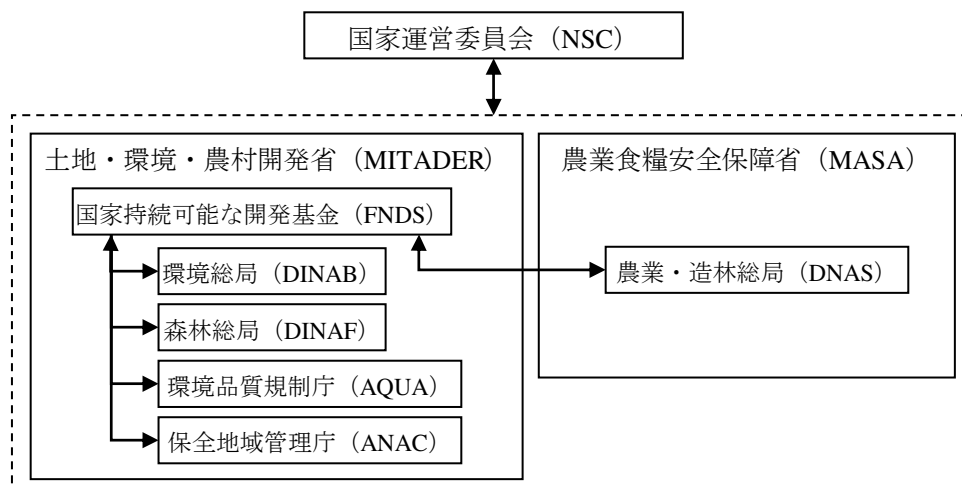 国家運営委員会（NSC）
土地・環境・農村開発省（MITADER）
国家持続可能な開発基金（FNDS）
環境総局（DINAB）
森林総局（DINAF）
環境品質規制庁（AQUA）
保全地域管理庁（ANAC）
農業食糧安全保障省（MASA）
農業・造林総局（DNAS）